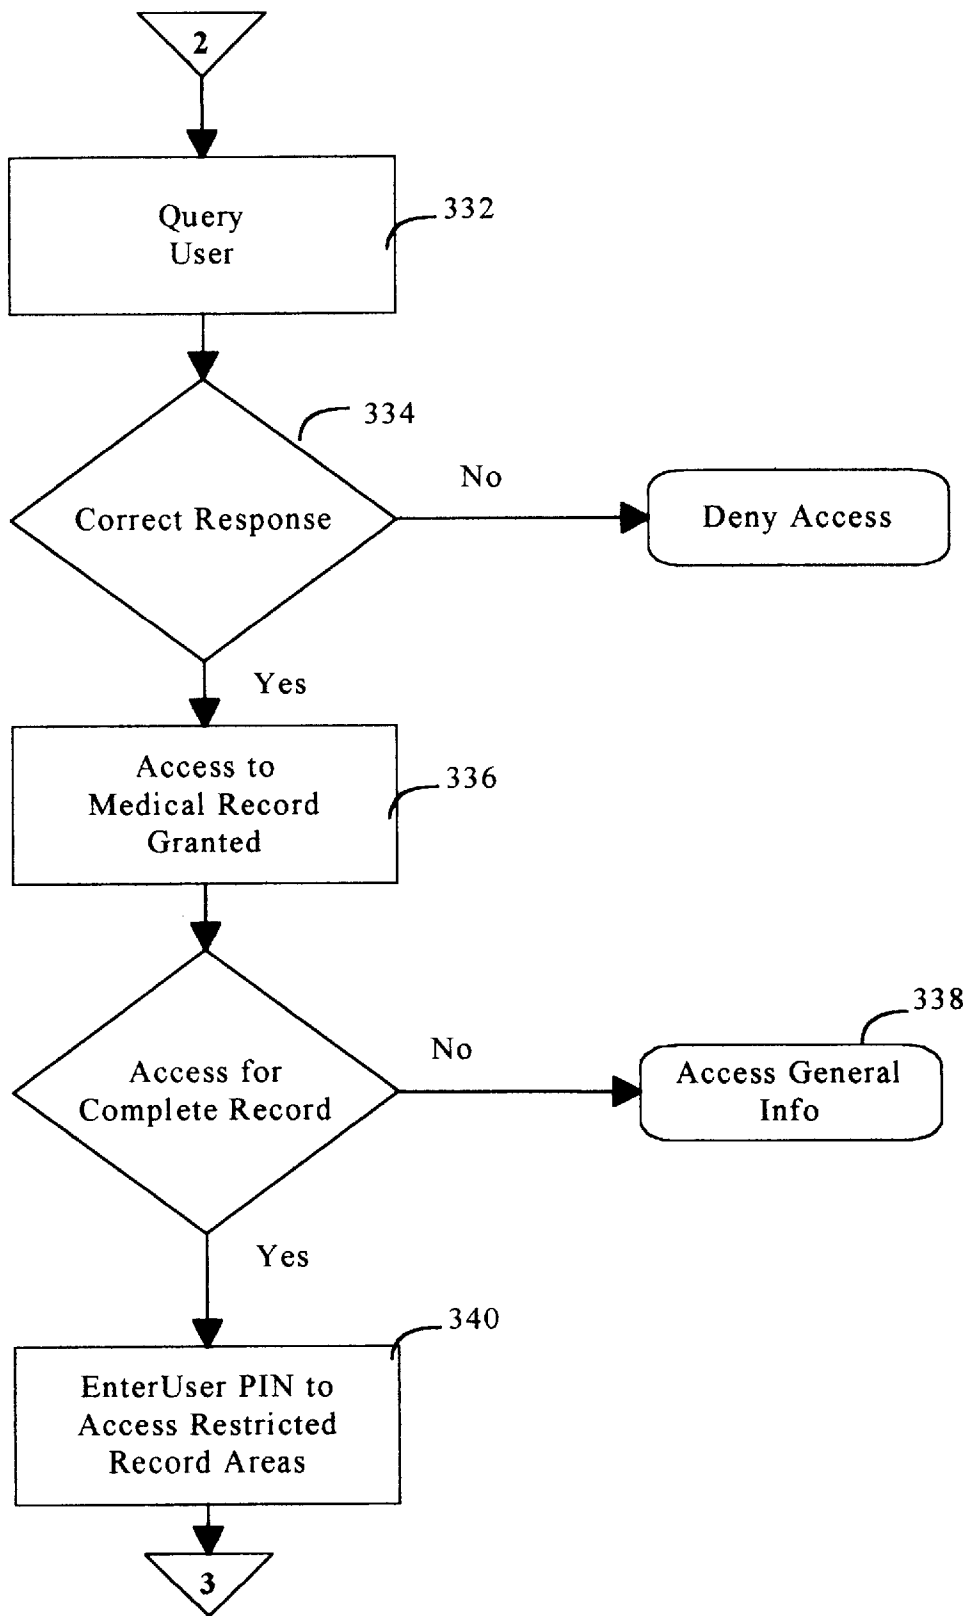 2
Query
User
332
334
Correct Response
No
Deny Access
Yes
Access to
Medical Record
Granted
336
Access for
Complete Record
No
338
Access General
Info
Yes
340
EnterUser PIN to
Access Restricted
Record Areas
3